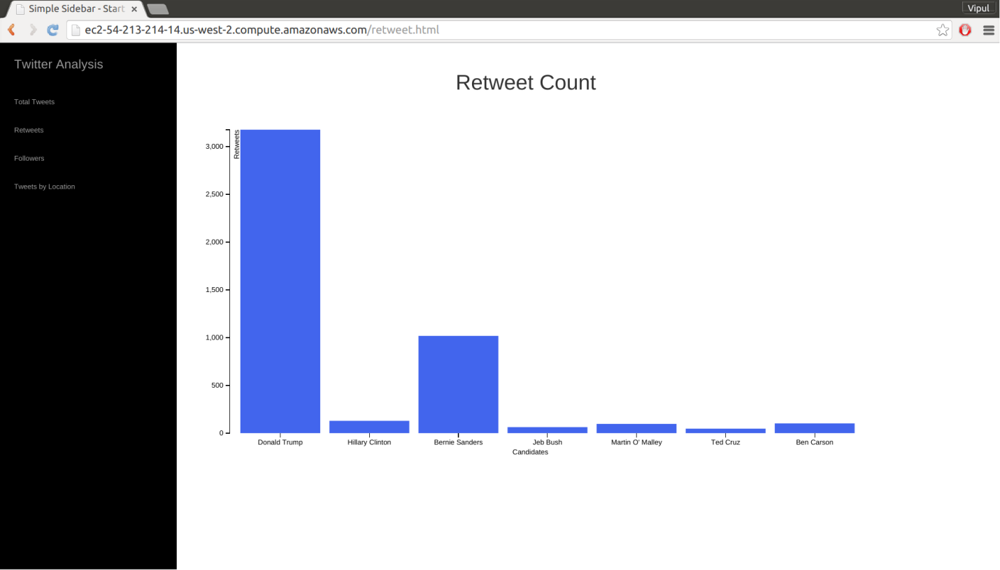 Simple Sidebar - Start
Vipul
ec2-54-213-214-14.us-west-2.compute.amazonaws.com/retweet.html
Twitter Analysis
Total Tweets
Retweets
Followers
Tweets by Location
Retweet Count
Retweets
3,000
2,500
2,000
1,500
1,000
500
0
Donald Trump Hillary Clinton Bernie Sanders Jeb Bush Martin O' Malley Ted Cruz Ben Carson
Candidates